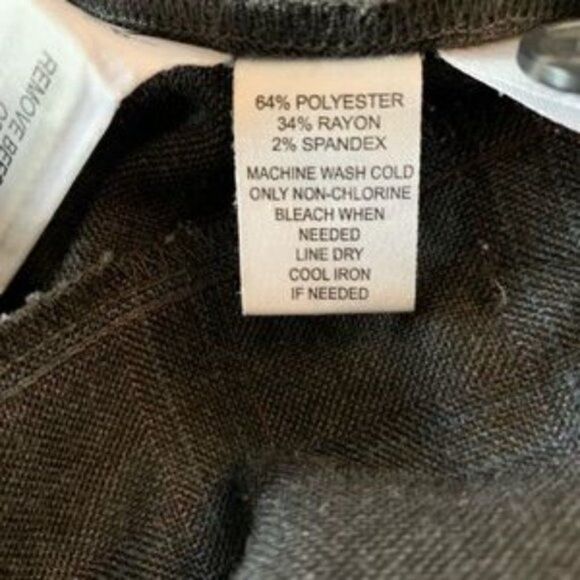 64% POLYESTER
34% RAYON
2% SPANDEX
MACHINE WASH COLD
ONLY NON-CHLORINE
BLEACH WHEN
NEEDED
LINE DRY
COOL IRON
IF NEEDED
REMOVE